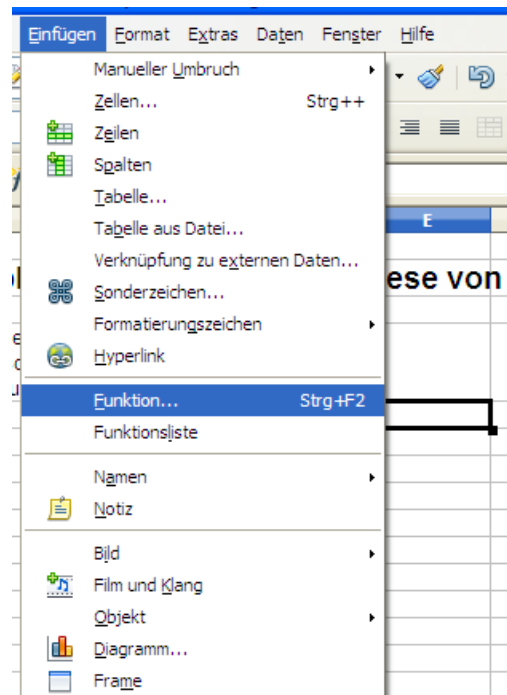 Einfügen Format Extras Daten Fenster Hilfe
Manueller Umbruch
Zellen... Strg++
Zeilen
Spalten
Tabelle...
Tabelle aus Datei...
E
Verknüpfung zu externen Daten...
ese von
Sonderzeichen...
Formatierungszeichen
Hyperlink
Funktion... Strg+F2
Funktionsliste
Namen
Notiz
Bild
Film und Klang
Objekt
Diagramm...
Frame